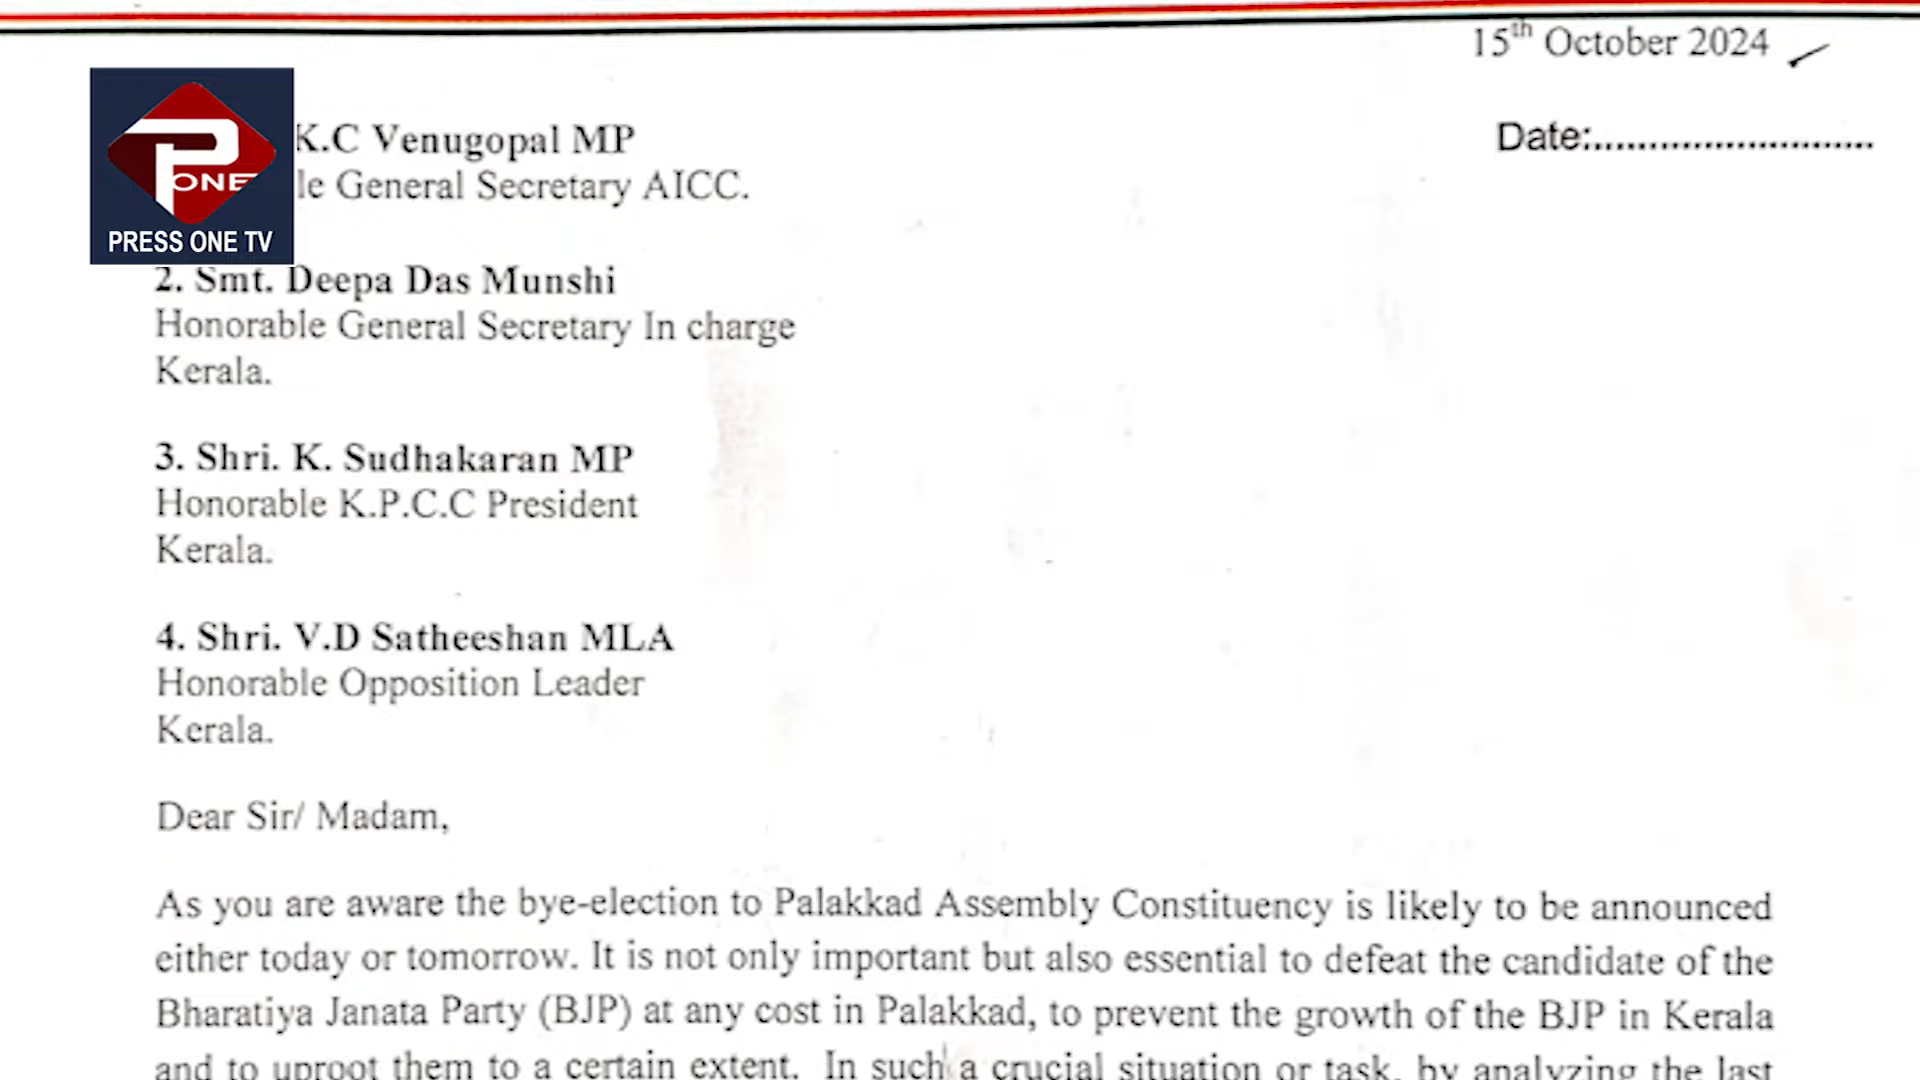 15th October 2024
Date:............................
P
ONE
PRESS ONE TV
K.C Venugopal MP
le General Secretary AICC.
2. Smt. Deepa Das Munshi
Honorable General Secretary In charge
Kerala.
3. Shri. K. Sudhakaran MP
Honorable K.P.C.C President
Kerala.
4. Shri. V.D Satheeshan MLA
Honorable Opposition Leader
Kerala.
Dear Sir/ Madam,
As you are aware the bye-election to Palakkad Assembly Constituency is likely to be announced
either today or tomorrow. It is not only important but also essential to defeat the candidate of the
Bharatiya Janata Party (BJP) at any cost in Palakkad, to prevent the growth of the BJP in Kerala
and to uproot them to a certain extent. In such a crucial situation or task, by analyzing the last